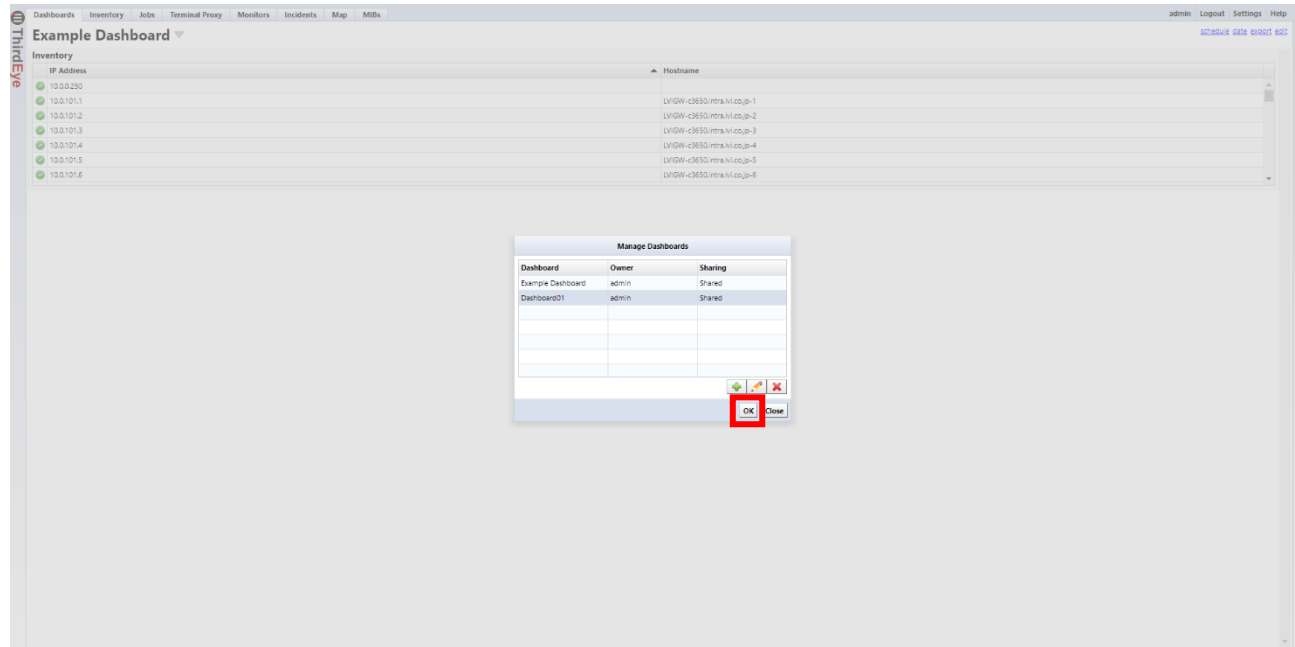 Dashboards Inventory Jobs Terminal Proxy Monitors Incidents Map MIBs admin Logout Settings Help
ThirdEye
Example Dashboard schedule date export edit
Inventory
IP Address Hostname
10.0.0.250
10.0.101.1 LVIGW-c3650.intra.lvi.co.jp-1
10.0.101.2 LVIGW-c3650.intra.lvi.co.jp-2
10.0.101.3 LVIGW-c3650.intra.lvi.co.jp-3
10.0.101.4 LVIGW-c3650.intra.lvi.co.jp-4
10.0.101.5 LVIGW-c3650.intra.lvi.co.jp-5
10.0.101.6 LVIGW-c3650.intra.lvi.co.jp-6
Manage Dashboards
Dashboard Owner Sharing
Example Dashboard admin Shared
Dashboard01 admin Shared
OK Close